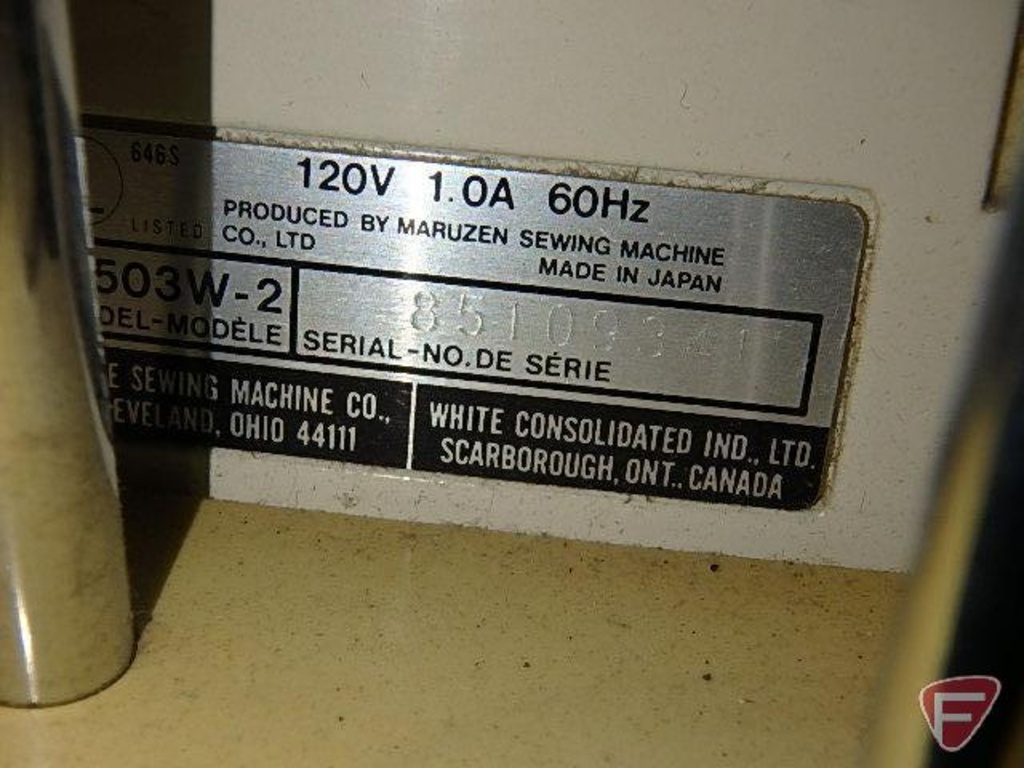 646S
120V 1.0A 60Hz
LISTED
PRODUCED BY MARUZEN SEWING MACHINE
CO., LTD
MADE IN JAPAN
503W-2
DEL-MODÈLE
851093
SERIAL-NO.DE SÉRIE
E SEWING MACHINE CO.,
EVELAND, OHIO 44111
WHITE CONSOLIDATED IND., LTD.
SCARBOROUGH, ONT., CANADA
F